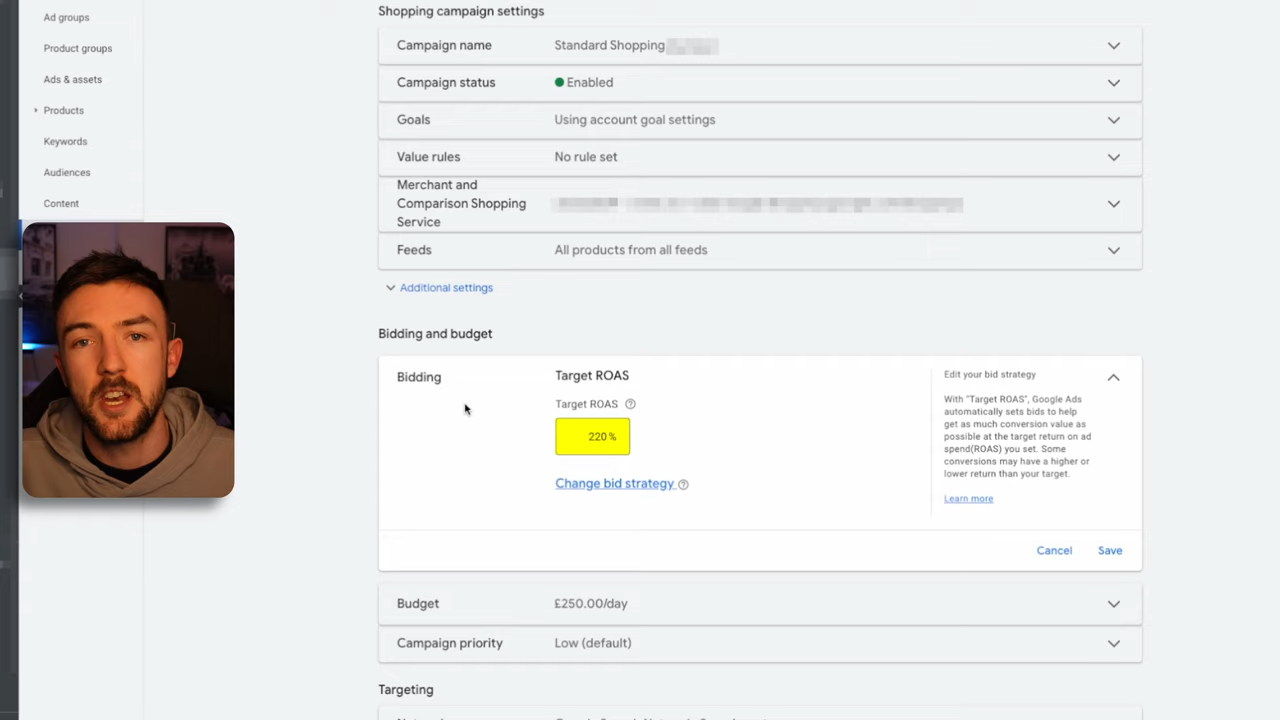 Ad groups
Product groups
Ads & assets
Products
Keywords
Audiences
Content
Shopping campaign settings
Campaign name Standard Shopping
Campaign status Enabled
Goals Using account goal settings
Value rules No rule set
Merchant and
Comparison Shopping
Service
Feeds All products from all feeds
Additional settings
Bidding and budget
Bidding
Target ROAS
Target ROAS
220 %
Change bid strategy
Edit your bid strategy
With "Target ROAS", Google Ads
automatically sets bids to help
get as much conversion value as
possible at the target return on ad
spend(ROAS) you set. Some
conversions may have a higher or
lower return than your target.
Learn more
Cancel Save
Budget £250.00/day
Campaign priority Low (default)
Targeting